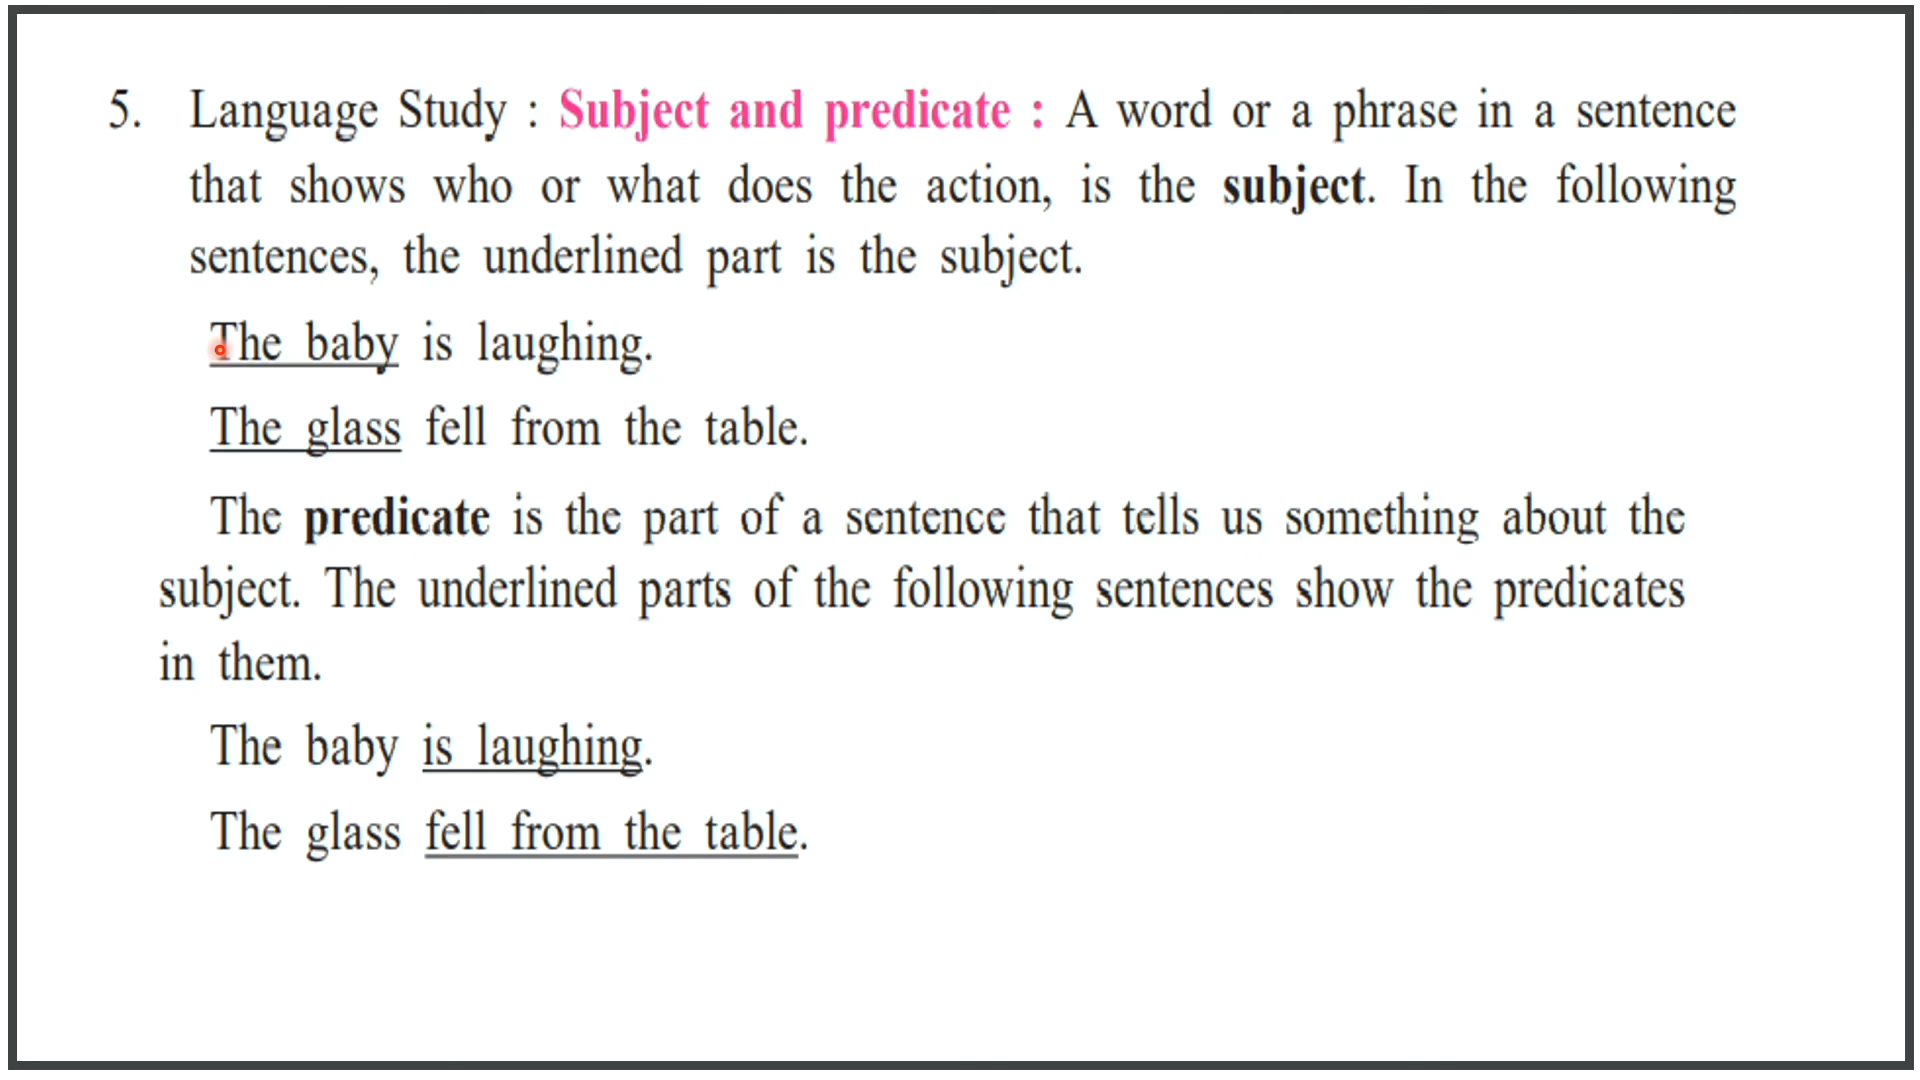 5. Language Study : Subject and predicate : A word or a phrase in a sentence
that shows who or what does the action, is the subject. In the following
sentences, the underlined part is the subject.
The baby is laughing.
The glass fell from the table.
The predicate is the part of a sentence that tells us something about the
subject. The underlined parts of the following sentences show the predicates
in them.
The baby is laughing.
The glass fell from the table.